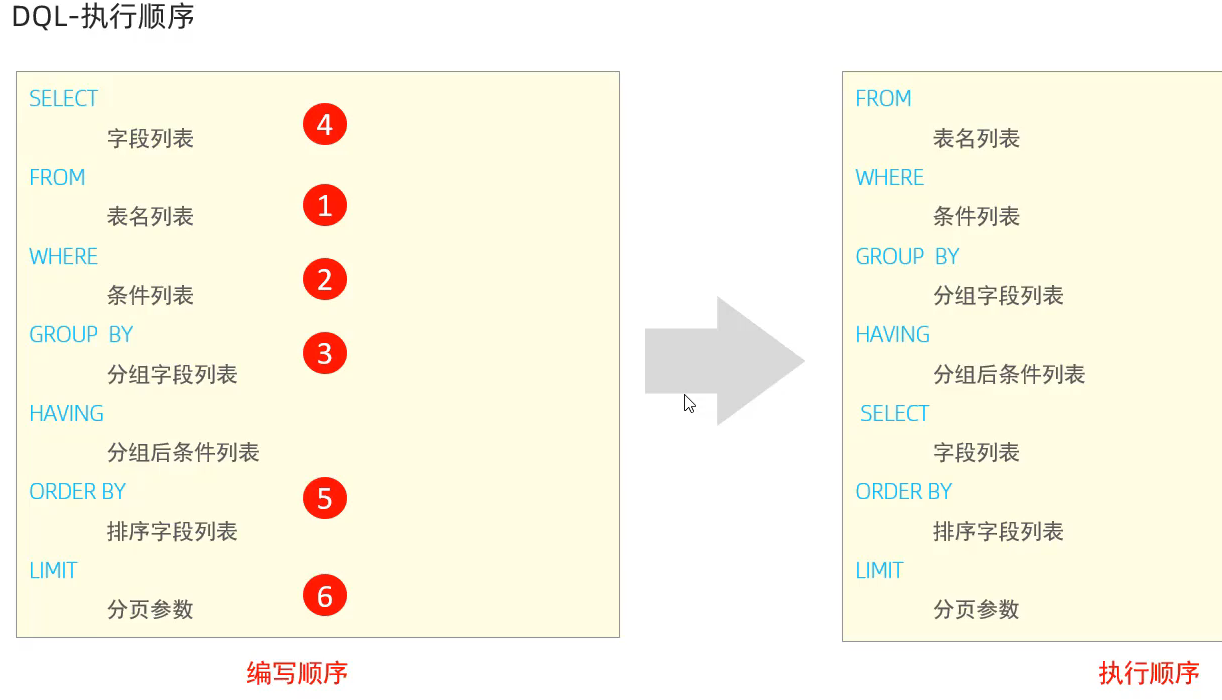 DQL-执行顺序
SELECT
字段列表
4
FROM
表名列表
1
WHERE
条件列表
2
GROUP BY
分组字段列表
3
HAVING
分组后条件列表
ORDER BY
排序字段列表
5
LIMIT
分页参数
6
编写顺序
FROM
表名列表
WHERE
条件列表
GROUP BY
分组字段列表
HAVING
分组后条件列表
SELECT
字段列表
ORDER BY
排序字段列表
LIMIT
分页参数
执行顺序